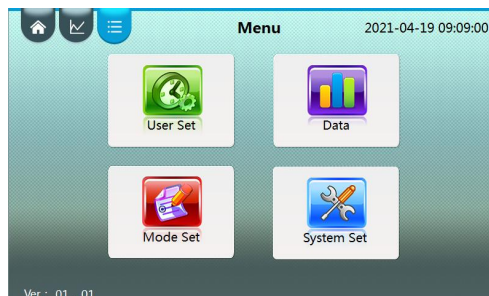 Menu 2021-04-19 09:09:00
User Set Data
Mode Set System Set
Ver : 01 01